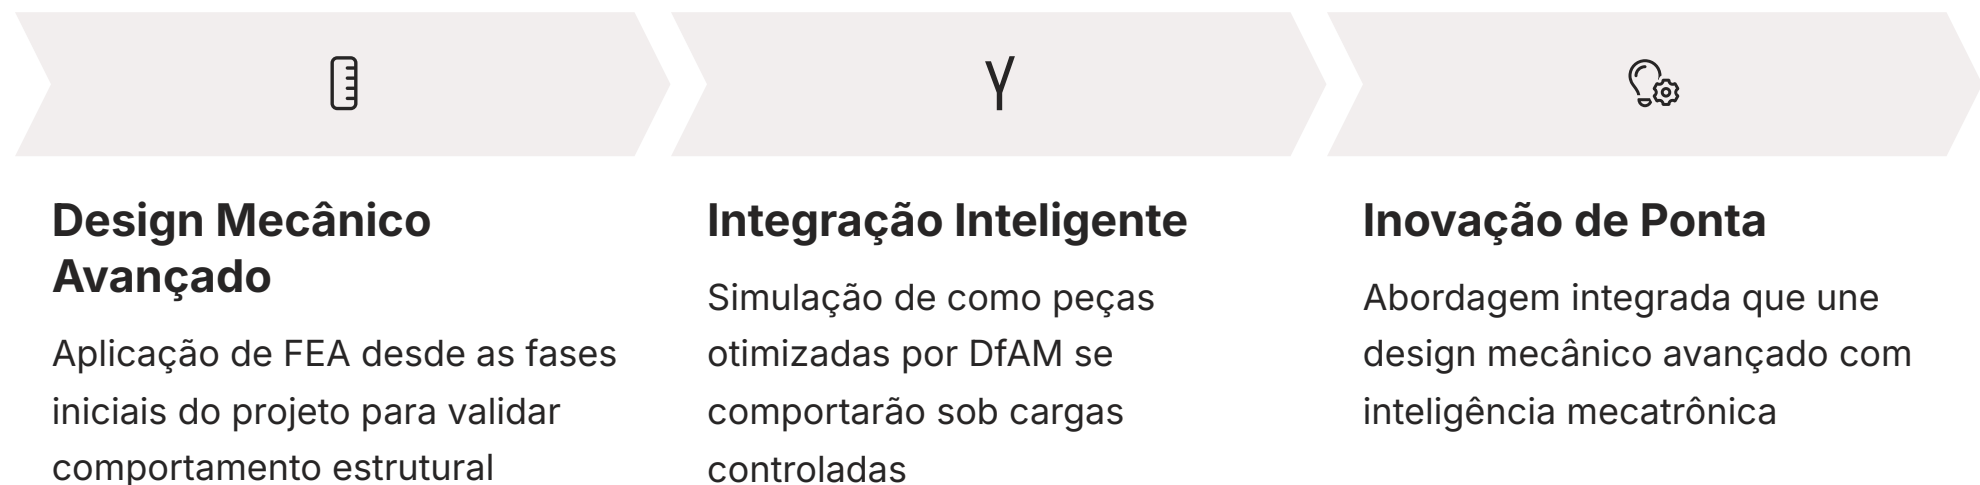 Design Mecânico
Avançado
Aplicação de FEA desde as fases
iniciais do projeto para validar
comportamento estrutural
Integração Inteligente
Simulação de como peças
otimizadas por DfAM se
comportarão sob cargas
controladas
Inovação de Ponta
Abordagem integrada que une
design mecânico avançado com
inteligência mecatrônica